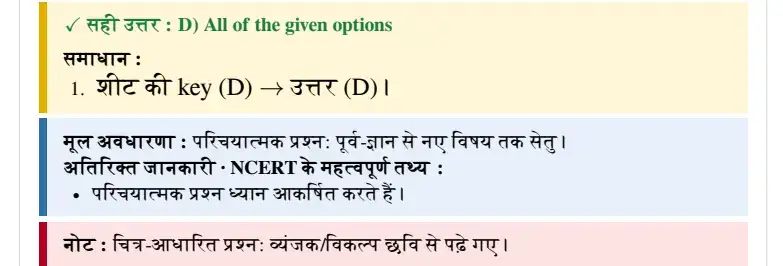 ✓ सही उत्तर : D) All of the given options
समाधान :
1. शीट की key (D) → उत्तर (D)।
मूल अवधारणा : परिचयात्मक प्रश्न: पूर्व-ज्ञान से नए विषय तक सेतु।
अतिरिक्त जानकारी · NCERT के महत्वपूर्ण तथ्य :
• परिचयात्मक प्रश्न ध्यान आकर्षित करते हैं।
नोट : चित्र-आधारित प्रश्न: व्यंजक/विकल्प छवि से पढ़े गए।